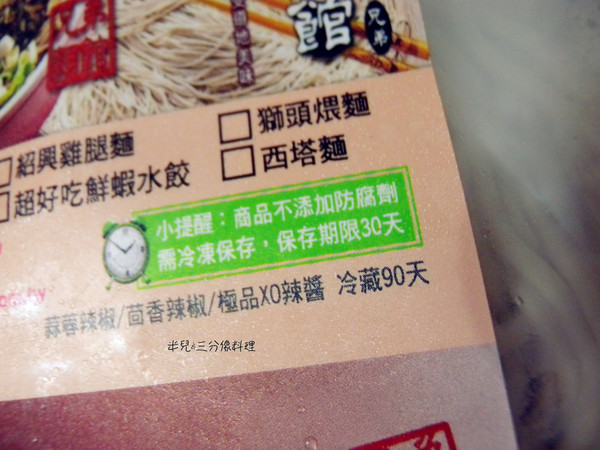 館
兄弟
獅頭煨麵
紹興雞腿麵
西塔麵
超好吃鮮蝦水餃
小提醒：商品不添加防腐劑
需冷凍保存，保存期限30天
蒜蓉辣椒/茴香辣椒/極品XO辣醬 冷藏90天
半兒の三分像料理